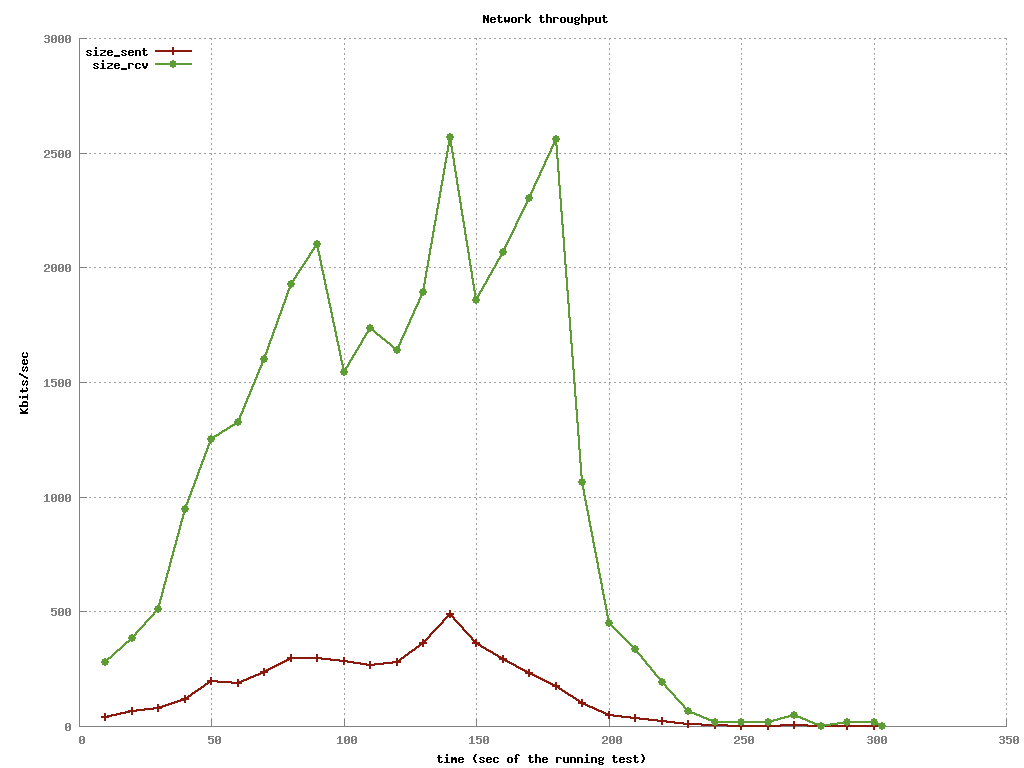 Network throughput
3000
size_sent
size_rcv
2500
2000
1500
Kbits/sec
1000
500
0
0 50 100 150 200 250 300 350
time (sec of the running test)